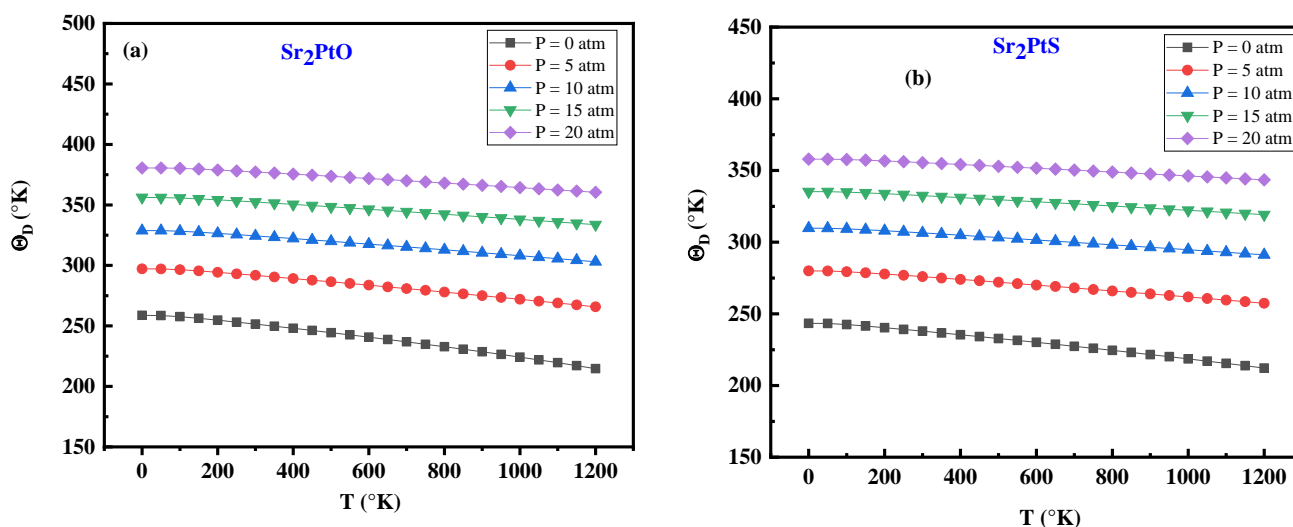 (a)
Sr₂PtO
P = 0 atm
P = 5 atm
P = 10 atm
P = 15 atm
P = 20 atm
500
450
400
350
300
250
200
150
Θ_D (°K)
0 200 400 600 800 1000 1200
T (°K)
(b)
Sr₂PtS
P = 0 atm
P = 5 atm
P = 10 atm
P = 15 atm
P = 20 atm
450
400
350
300
250
200
150
Θ_D (°K)
0 200 400 600 800 1000 1200
T (°K)